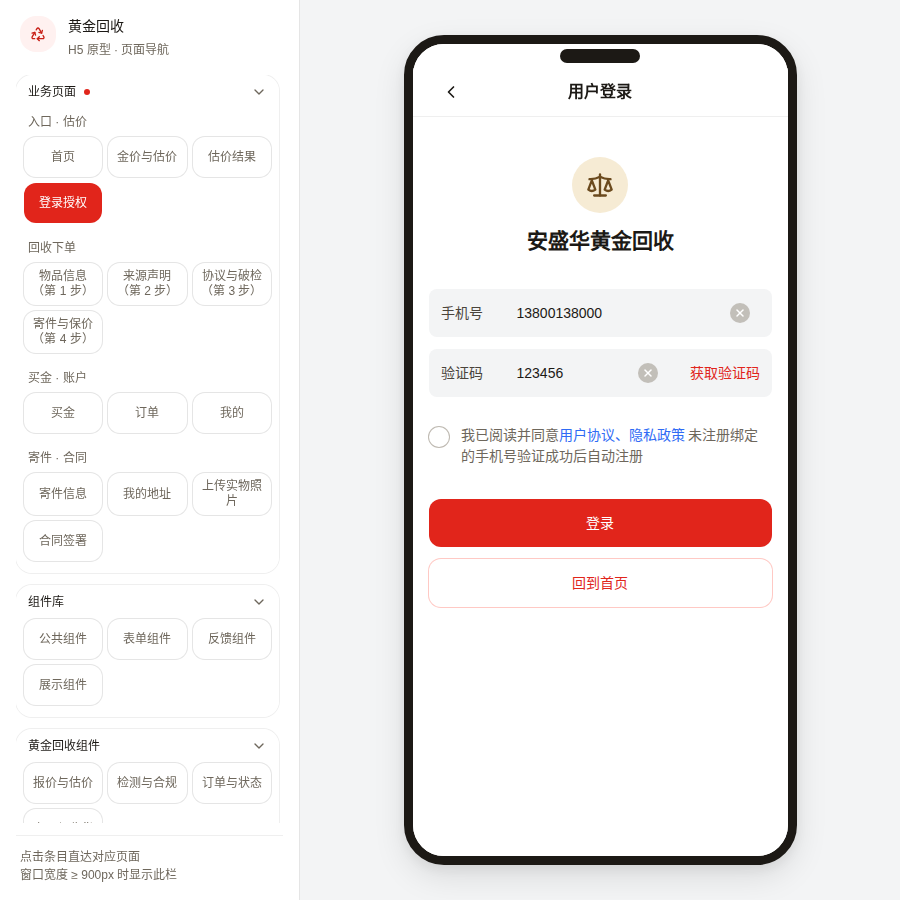 黄金回收
H5 原型 · 页面导航
业务页面
入口 · 估价
首页
金价与估价
估价结果
登录授权
回收下单
物品信息
（第 1 步）
来源声明
（第 2 步）
协议与破检
（第 3 步）
寄件与保价
（第 4 步）
买金 · 账户
买金
订单
我的
寄件 · 合同
寄件信息
我的地址
上传实物照
片
合同签署
组件库
公共组件
表单组件
反馈组件
展示组件
黄金回收组件
报价与估价
检测与合规
订单与状态
点击条目直达对应页面
窗口宽度 ≥ 900px 时显示此栏
用户登录
安盛华黄金回收
手机号 13800138000
验证码 123456 获取验证码
我已阅读并同意用户协议、隐私政策 未注册绑定
的手机号验证成功后自动注册
登录
回到首页